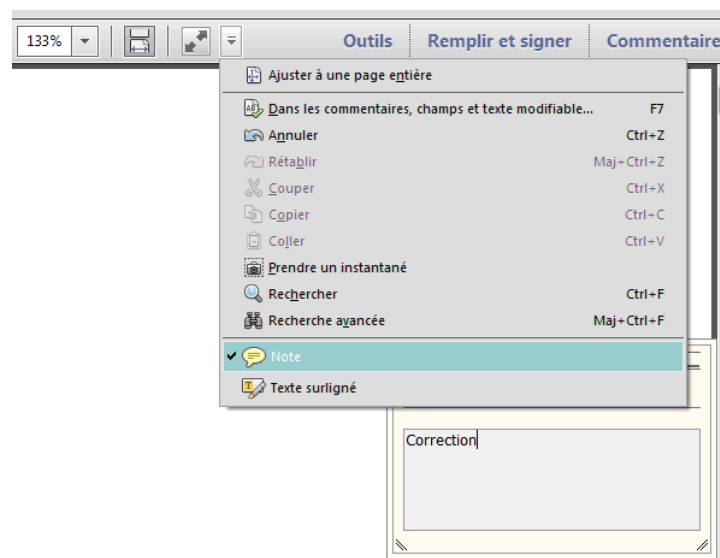 133% Outils Remplir et signer Commentaire
Ajuster à une page entière
Dans les commentaires, champs et texte modifiable... F7
Annuler Ctrl+Z
Rétablir Maj+Ctrl+Z
Couper Ctrl+X
Copier Ctrl+C
Coller Ctrl+V
Prendre un instantané
Rechercher Ctrl+F
Recherche avancée Maj+Ctrl+F
Note
Texte surligné
Correction